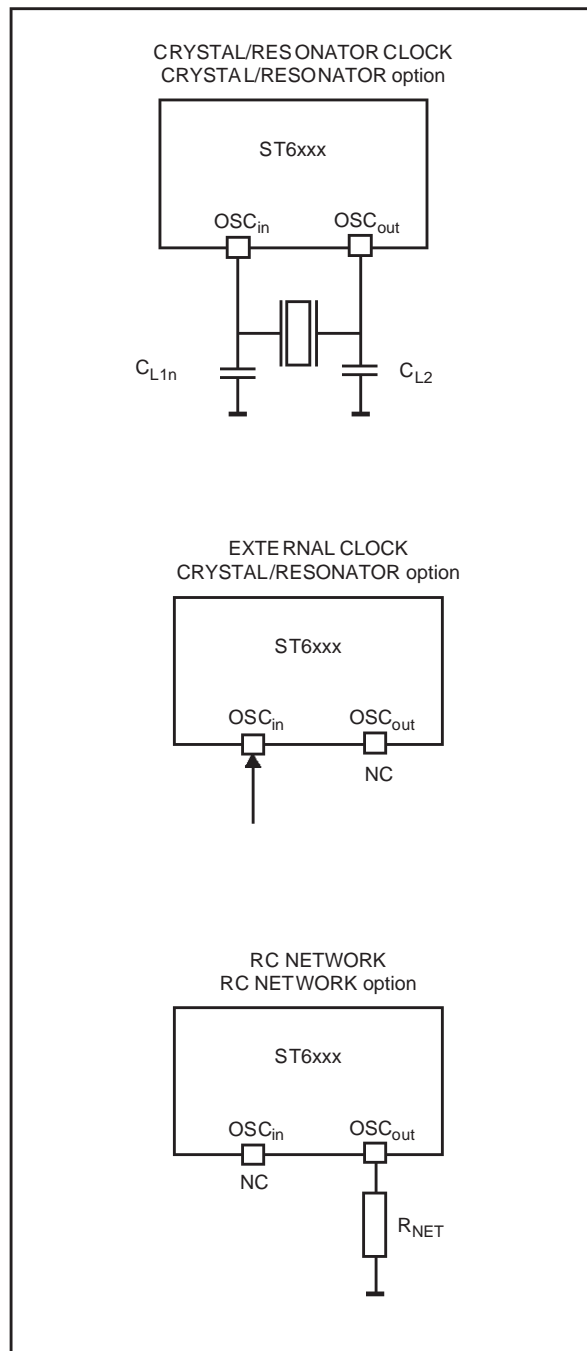 CRYSTAL/RESONATOR CLOCK
CRYSTAL/RESONATOR option
ST6xxx
OSCin OSCout
CL1n CL2
EXTERNAL CLOCK
CRYSTAL/RESONATOR option
ST6xxx
OSCin OSCout
NC
RC NETWORK
RC NETWORK option
ST6xxx
OSCin OSCout
NC
RNET